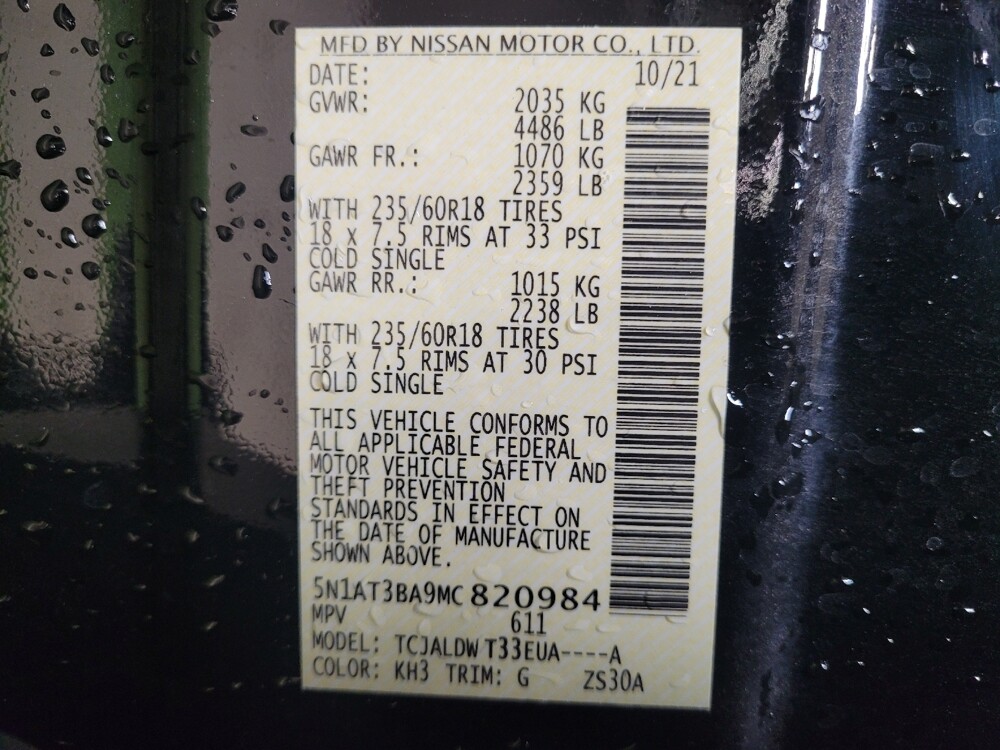 MFD BY NISSAN MOTOR CO., LTD.
DATE: 10/21
GVWR: 2035 KG
4486 LB
GAWR FR.: 1070 KG
2359 LB
WITH 235/60R18 TIRES
18 x 7.5 RIMS AT 33 PSI
COLD SINGLE
GAWR RR.: 1015 KG
2238 LB
WITH 235/60R18 TIRES
18 x 7.5 RIMS AT 30 PSI
COLD SINGLE
THIS VEHICLE CONFORMS TO
ALL APPLICABLE FEDERAL
MOTOR VEHICLE SAFETY AND
THEFT PREVENTION
STANDARDS IN EFFECT ON
THE DATE OF MANUFACTURE
SHOWN ABOVE.
5N1AT3BA9MC 820984
MPV 611
MODEL: TCJALDW T33EUA----A
COLOR: KH3 TRIM: G ZS30A